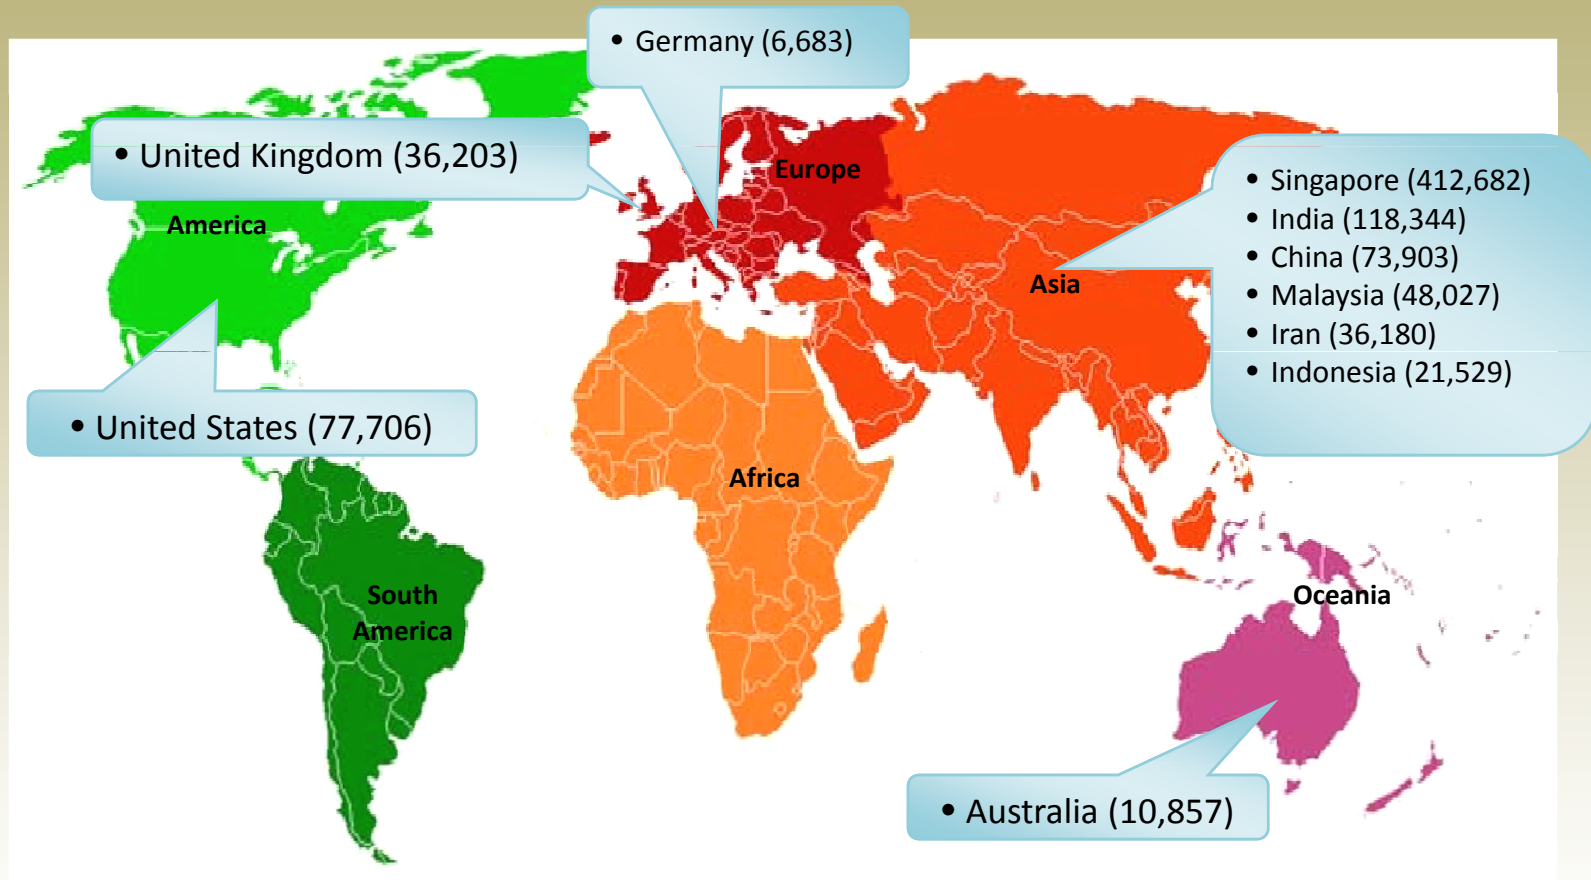 • Germany (6,683)
• United Kingdom (36,203)
Europe
America
• Singapore (412,682)
• India (118,344)
• China (73,903)
• Malaysia (48,027)
• Iran (36,180)
• Indonesia (21,529)
Asia
• United States (77,706)
Africa
South
America
Oceania
• Australia (10,857)